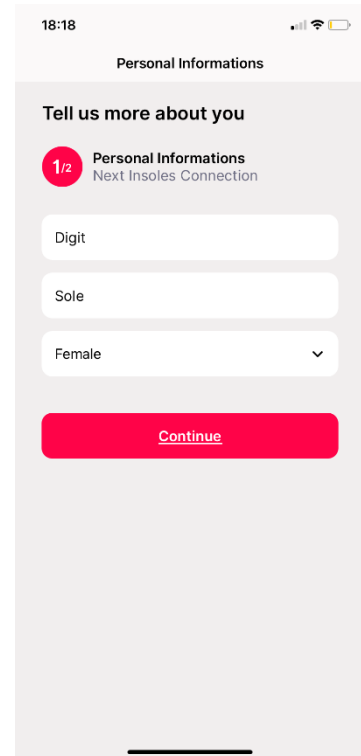 18:18
Personal Informations
Tell us more about you
1/2
Personal Informations
Next Insoles Connection
Digit
Sole
Female
Continue